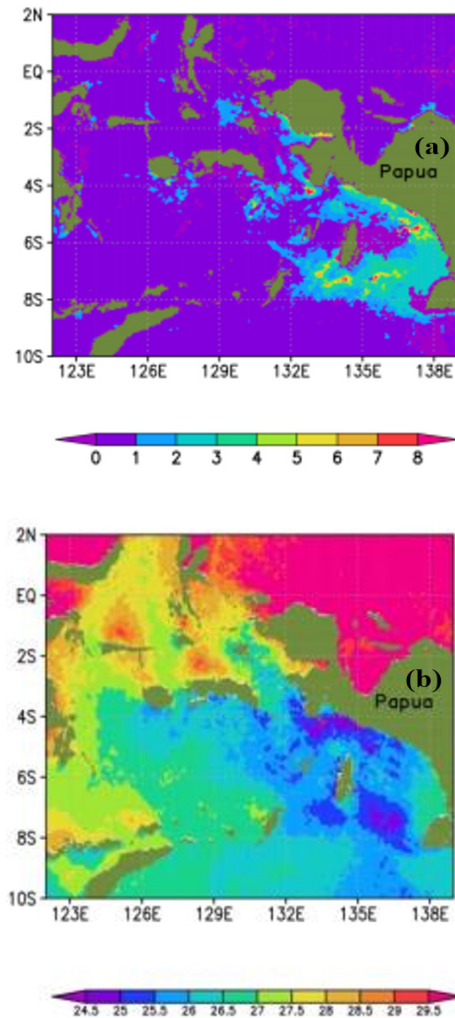 2N
EQ
2S
4S
6S
8S
10S
(a)
Papua
123E 126E 129E 132E 135E 138E
0 1 2 3 4 5 6 7 8
2N
EQ
2S
4S
6S
8S
10S
(b)
Papua
123E 126E 129E 132E 135E 138E
24.5 25 25.5 26 26.5 27 27.5 28 28.5 29 29.5